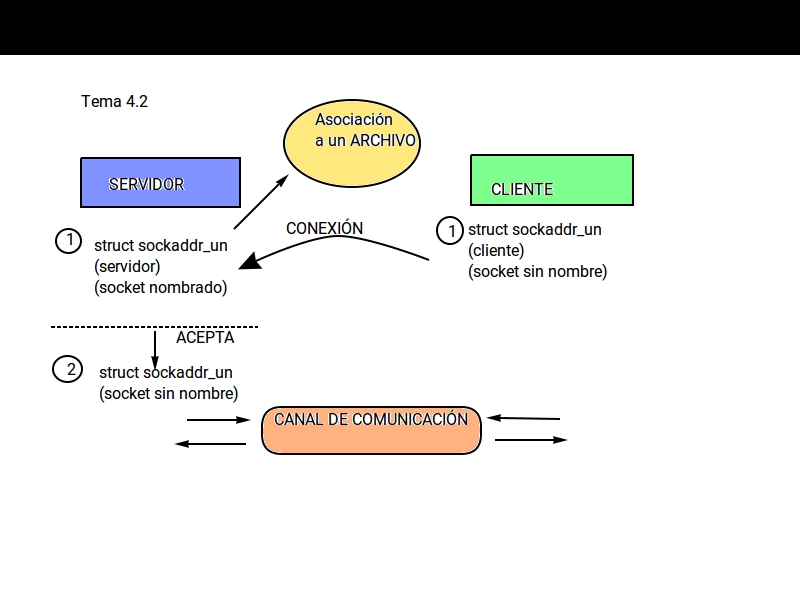 Tema 4.2
Asociación
a un ARCHIVO
SERVIDOR
CLIENTE
CONEXIÓN
1
struct sockaddr_un
(servidor)
(socket nombrado)
1
struct sockaddr_un
(cliente)
(socket sin nombre)
ACEPTA
2
struct sockaddr_un
(socket sin nombre)
CANAL DE COMUNICACIÓN